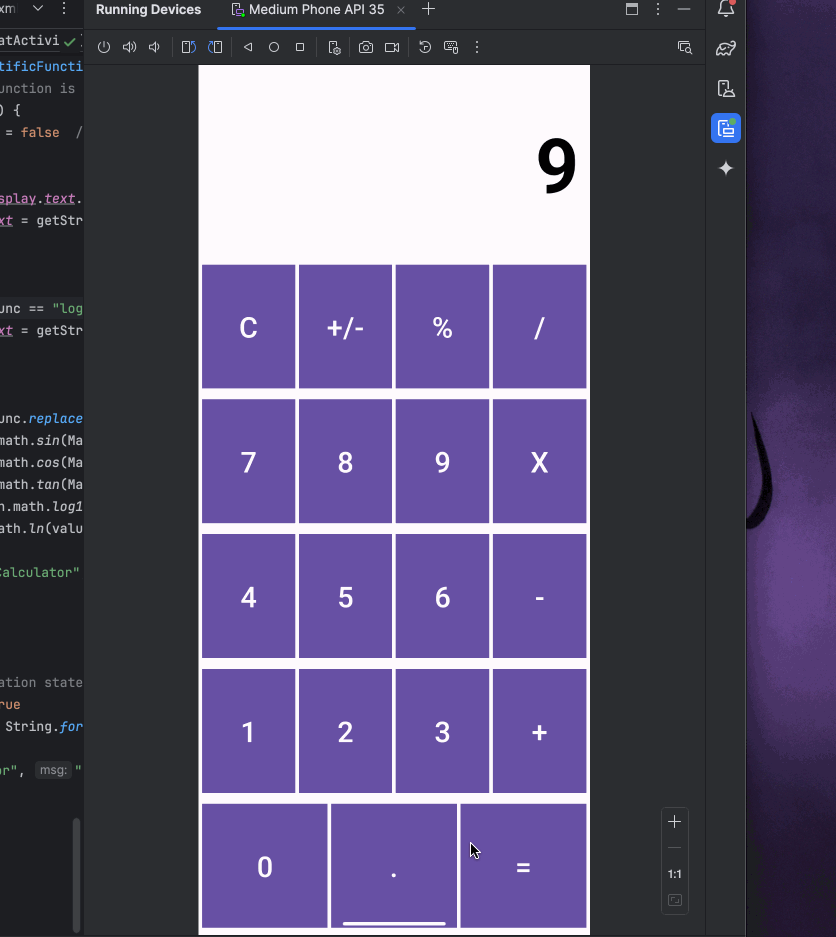 xm
Running Devices
Medium Phone API 35
atActivi
tificFuncti
unction is
) {
= false /
splay.text.
xt = getStr
unc == "log
xt = getStr
unc.replace
math.sin(Ma
math.cos(Ma
math.tan(Ma
n.math.log1
ath.ln(valu
Calculator"
ation state
rue
String.for
or", msg: "
9
C
+/-
%
/
7
8
9
X
4
5
6
-
1
2
3
+
0
.
=
1:1